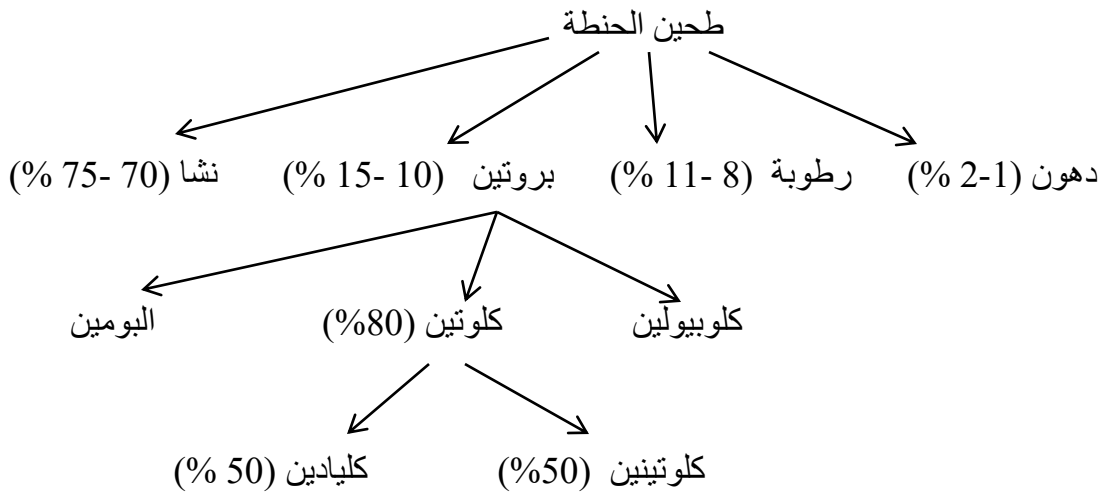 طحين الحنطة
دهون (1-2 %) رطوبة (8 -11 %) بروتين (10 -15 %) نشا (70 -75 %)
كلوبيولين كلوتين (80%) البومين
كلوتينين (50%) كليادين (50 %)